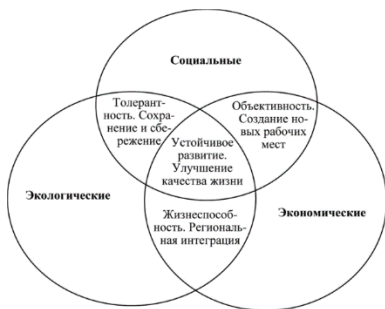 Социальные
Толерант-
ность. Сохра-
нение и сбе-
режение
Объективность.
Создание но-
вых рабочих
мест
Устойчивое
развитие.
Улучшение
качества жизни
Экологические
Экономические
Жизнеспособ-
ность. Региональ-
ная интеграция